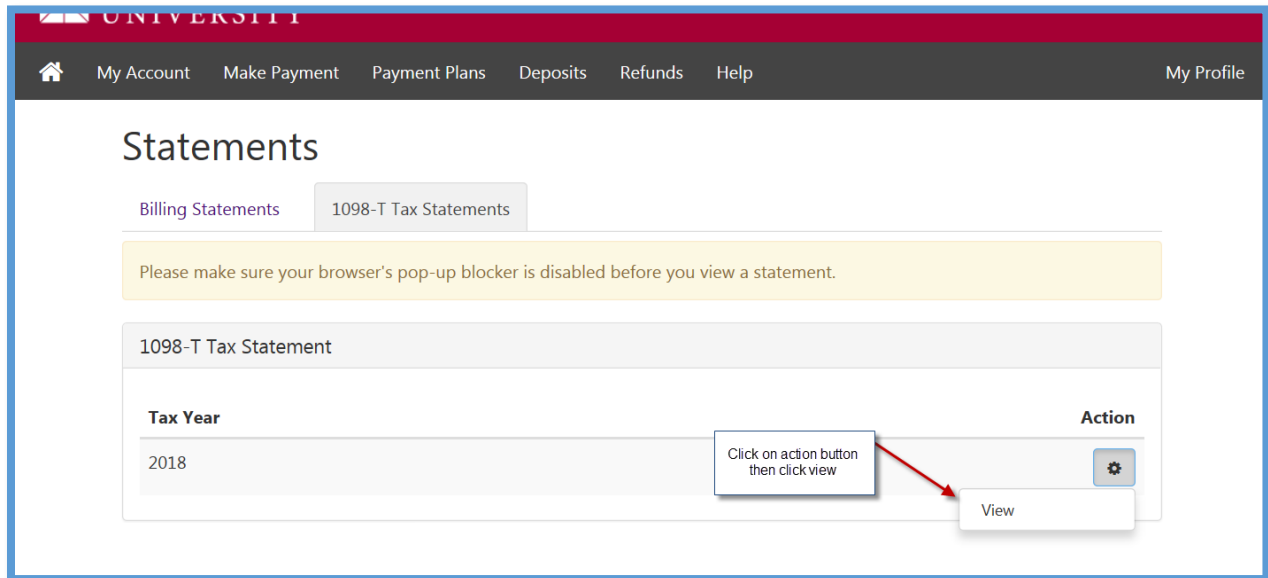 UNIVERSITY
My Account Make Payment Payment Plans Deposits Refunds Help My Profile
Statements
Billing Statements 1098-T Tax Statements
Please make sure your browser's pop-up blocker is disabled before you view a statement.
1098-T Tax Statement
Tax Year Action
2018
Click on action button
then click view
View